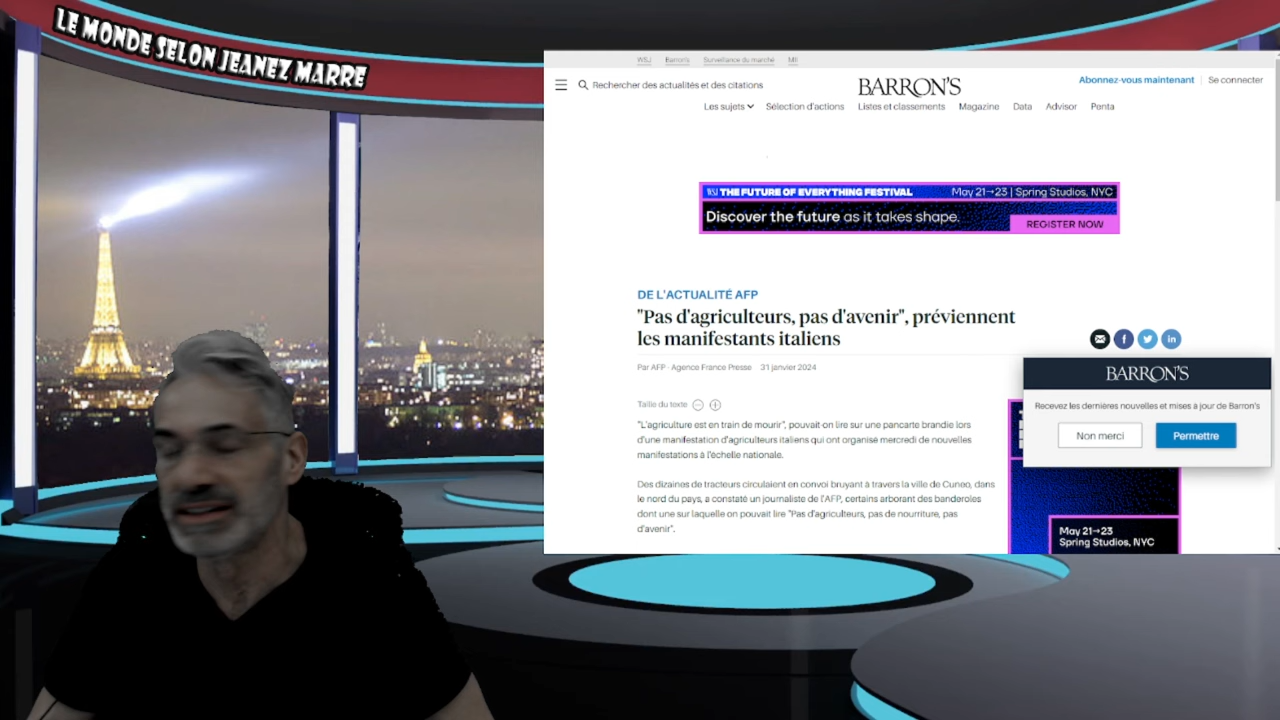 LE MONDE SELON JEANEZ MARRE
WSJ Barron's Surveillance du marché MII
Rechercher des actualités et des citations
BARRON'S
Abonnez-vous maintenant Se connecter
Les sujets Sélection d'actions Listes et classements Magazine Data Advisor Penta
WSJ THE FUTURE OF EVERYTHING FESTIVAL May 21→23 | Spring Studios, NYC
Discover the future as it takes shape.
REGISTER NOW
DE L'ACTUALITÉ AFP
"Pas d'agriculteurs, pas d'avenir", préviennent
les manifestants italiens
Par AFP - Agence France Presse 31 janvier 2024
BARRON'S
Recevez les dernières nouvelles et mises à jour de Barron's
Non merci Permettre
Taille du texte
"L'agriculture est en train de mourir", pouvait-on lire sur une pancarte brandie lors
d'une manifestation d'agriculteurs italiens qui ont organisé mercredi de nouvelles
manifestations à l'échelle nationale.
Des dizaines de tracteurs circulaient en convoi bruyant à travers la ville de Cuneo, dans
le nord du pays, a constaté un journaliste de l'AFP, certains arborant des banderoles
dont une sur laquelle on pouvait lire "Pas d'agriculteurs, pas de nourriture, pas
d'avenir".
May 21→23
Spring Studios, NYC